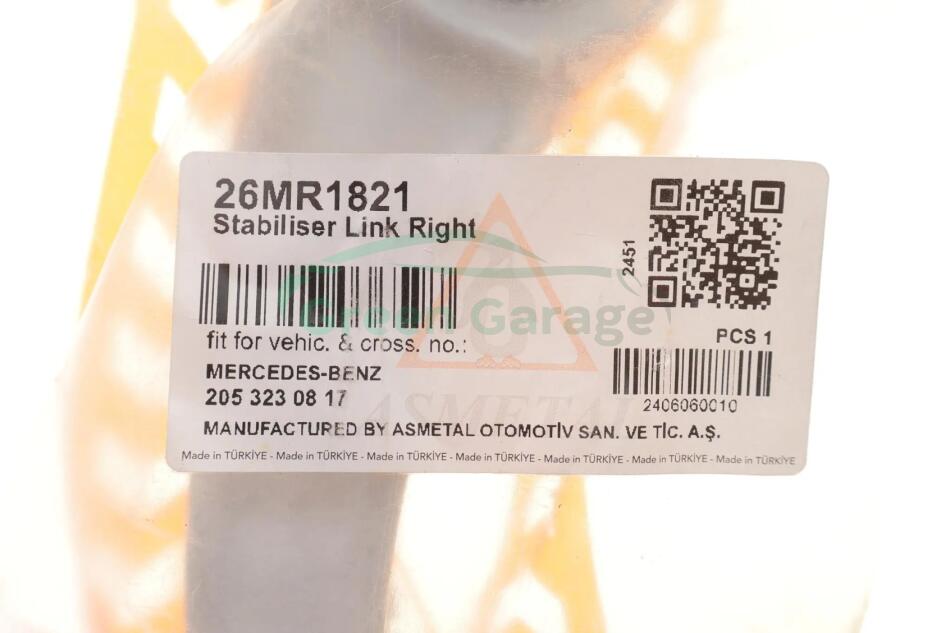 26MR1821
Stabiliser Link Right
2451
Green Garage
fit for vehic. & cross. no.:
PCS 1
MERCEDES-BENZ
205 323 08 17
2406060010
ASMETAL
MANUFACTURED BY ASMETAL OTOMOTİV SAN. VE TİC. A.Ş.
Made in TÜRKİYE - Made in TÜRKİYE - Made in TÜRKİYE - Made in TÜRKİYE - Made in TÜRKİYE - Made in TÜRKİYE - Made in TÜRKİYE